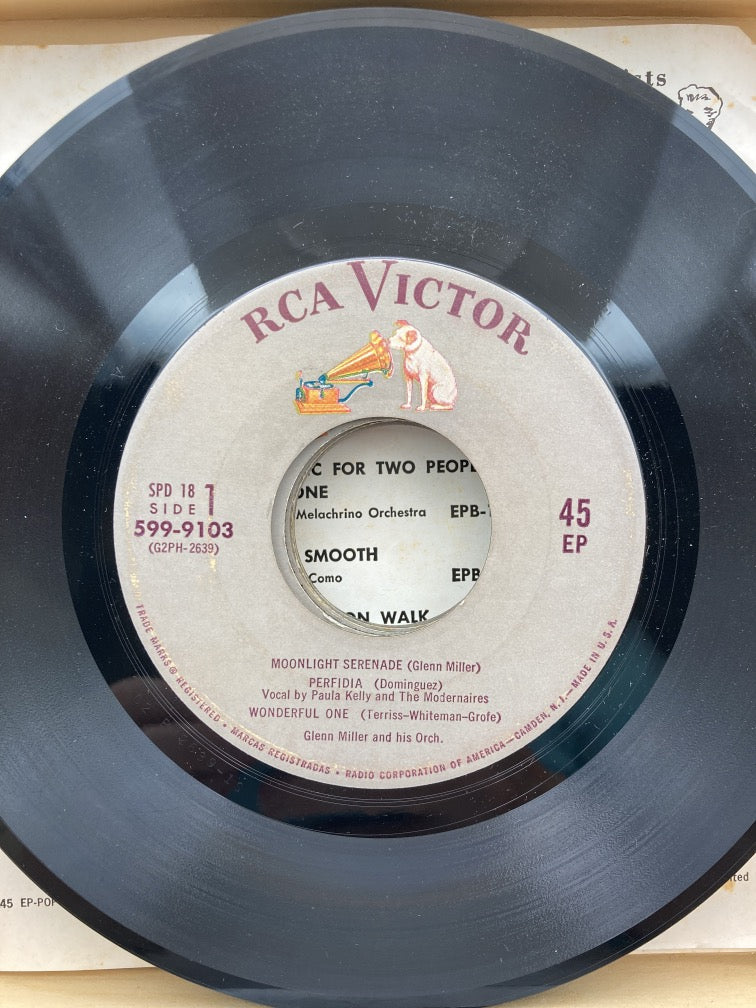 ists
RCA VICTOR
SPD 18 1
SIDE
599-9103
(G2PH-2639)
45
EP
C FOR TWO PEOPL
ONE
Melachrino Orchestra EPB-
SMOOTH
Como EPB
ON WALK
MOONLIGHT SERENADE (Glenn Miller)
PERFIDIA (Dominguez)
Vocal by Paula Kelly and The Modernaires
WONDERFUL ONE (Terriss-Whiteman-Grofe)
Glenn Miller and his Orch.
TRADE MARKS ® REGISTERED • MARCAS REGISTRADAS • RADIO CORPORATION OF AMERICA—CAMDEN, N. J.—MADE IN U.S.A.
ited
45 EP-POP